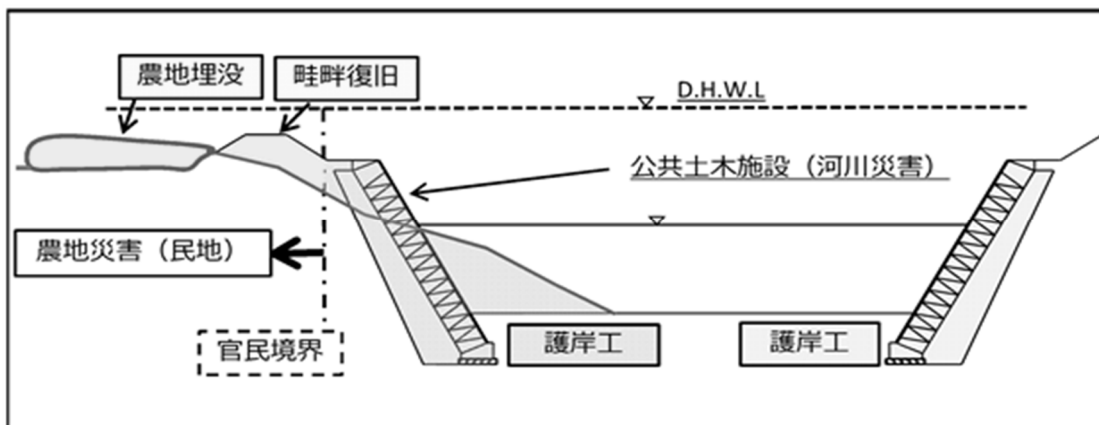 農地埋没
畦畔復旧
D.H.W.L
公共土木施設（河川災害）
農地災害（民地）
官民境界
護岸工
護岸工